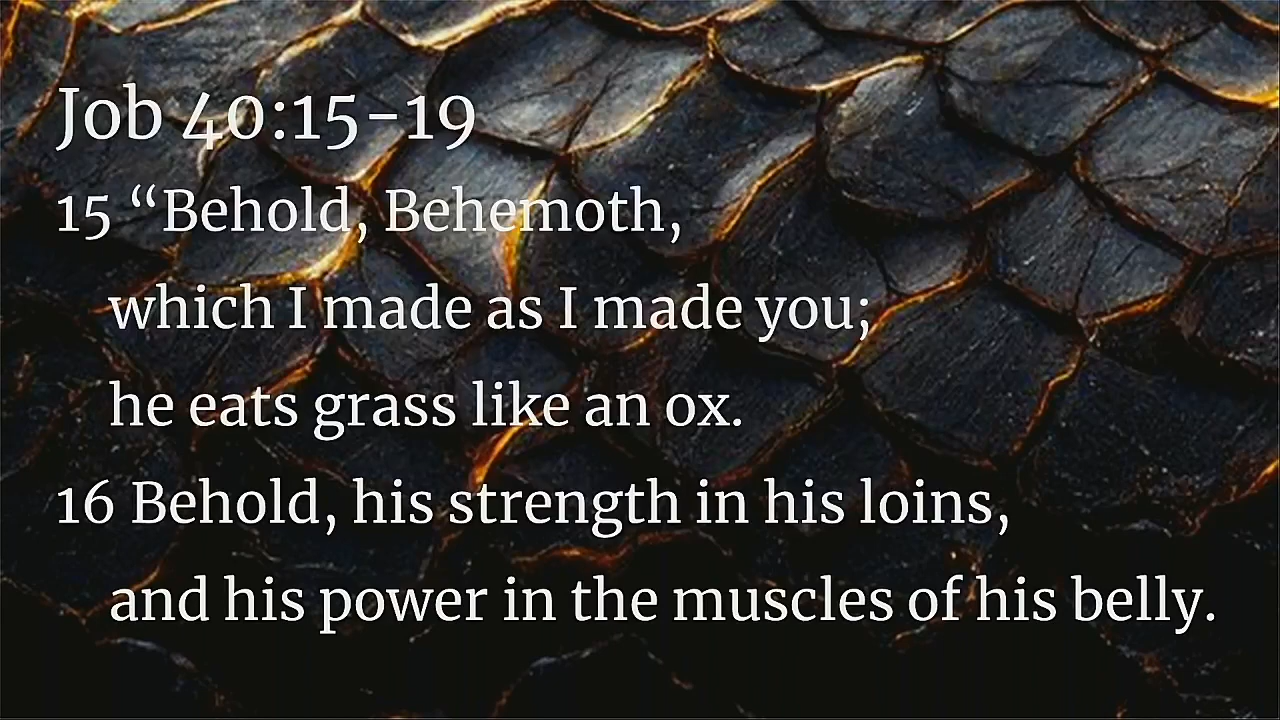 Job 40:15-19
15 “Behold, Behemoth,
which I made as I made you;
he eats grass like an ox.
16 Behold, his strength in his loins,
and his power in the muscles of his belly.